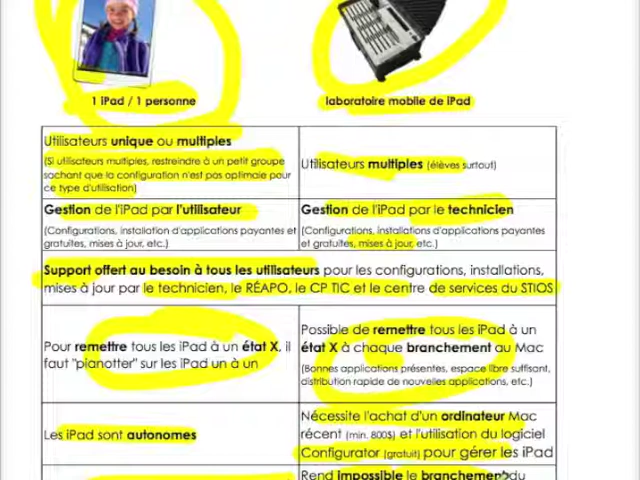 1 iPad / 1 personne
laboratoire mobile de iPad
Utilisateurs unique ou multiples
(Si utilisateurs multiples, restreindre à un petit groupe
sachant que la configuration n'est pas optimale pour
ce type d'utilisation)
Utilisateurs multiples (élèves surtout)
Gestion de l'iPad par l'utilisateur
(Configurations, installation d'applications payantes et
gratuites, mises à jour, etc.)
Gestion de l'iPad par le technicien
(Configurations, installations d'applications payantes
et gratuites, mises à jour, etc.)
Support offert au besoin à tous les utilisateurs pour les configurations, installations,
mises à jour par le technicien, le RÉAPO, le CP TIC et le centre de services du STIOS
Pour remettre tous les iPad à un état X, il
faut "pianotter" sur les iPad un à un
Possible de remettre tous les iPad à un
état X à chaque branchement au Mac
(Bonnes applications présentes, espace libre suffisant,
distribution rapide de nouvelles applications, etc.)
Les iPad sont autonomes
Nécessite l'achat d'un ordinateur Mac
récent (min. 800$) et l'utilisation du logiciel
Configurator (gratuit) pour gérer les iPad
Rend impossible le branchement du